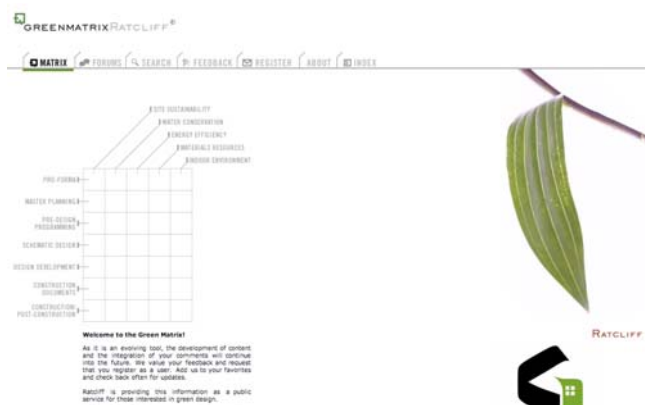 GREENMATRIXRATCLIFF®
MATRIX FORUMS SEARCH FEEDBACK REGISTER ABOUT INDEX
SITE SUSTAINABILITY
WATER CONSERVATION
ENERGY EFFICIENCY
MATERIALS RESOURCES
INDOOR ENVIRONMENT
PRE-FORMA
MASTER PLANNING
PRE-DESIGN
PROGRAMMING
SCHEMATIC DESIGN
DESIGN DEVELOPMENT
CONSTRUCTION
DOCUMENTS
CONSTRUCTION/
POST-CONSTRUCTION
Welcome to the Green Matrix!
As it is an evolving tool, the development of content
and the integration of your comments will continue
into the future. We value your feedback and request
that you register as a user. Add us to your favorites
and check back often for updates.
Ratcliff is providing this information as a public
service for those interested in green design.
RATCLIFF